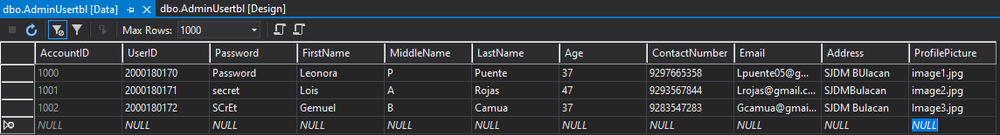 dbo.AdminUsertbl [Data] dbo.AdminUsertbl [Design]
Max Rows: 1000
AccountID UserID Password FirstName MiddleName LastName Age ContactNumber Email Address ProfilePicture
1000 2000180170 Password Leonora P Puente 37 9297665358 Lpuente05@g... SJDM BUlacan image1.jpg
1001 2000180171 secret Lois A Rojas 47 9293567844 Lrojas@gmail.c... SJDMBulacan image2.jpg
1002 2000180172 SCrEt Gemuel B Camua 37 9283547283 Gcamua@gmai... SJDM Bulacan Image3.jpg
NULL NULL NULL NULL NULL NULL NULL NULL NULL NULL NULL